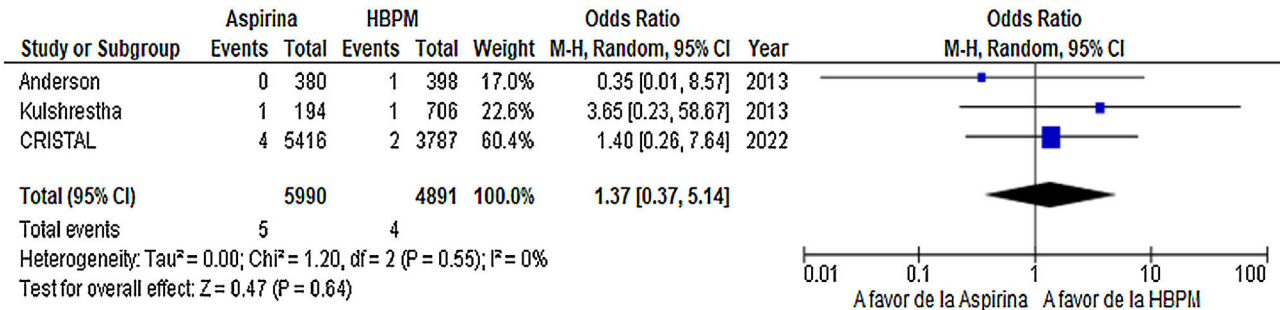 Aspirina HBPM Odds Ratio Odds Ratio
Study or Subgroup Events Total Events Total Weight M-H, Random, 95% CI Year M-H, Random, 95% CI
Anderson 0 380 1 398 17.0% 0.35 [0.01, 8.57] 2013
Kulshrestha 1 194 1 706 22.6% 3.65 [0.23, 58.67] 2013
CRISTAL 4 5416 2 3787 60.4% 1.40 [0.26, 7.64] 2022
Total (95% CI) 5990 4891 100.0% 1.37 [0.37, 5.14]
Total events 5 4
Heterogeneity: Tau² = 0.00; Chi² = 1.20, df = 2 (P = 0.55); I² = 0%
Test for overall effect: Z = 0.47 (P = 0.64)
0.01 0.1 1 10 100
A favor de la Aspirina A favor de la HBPM